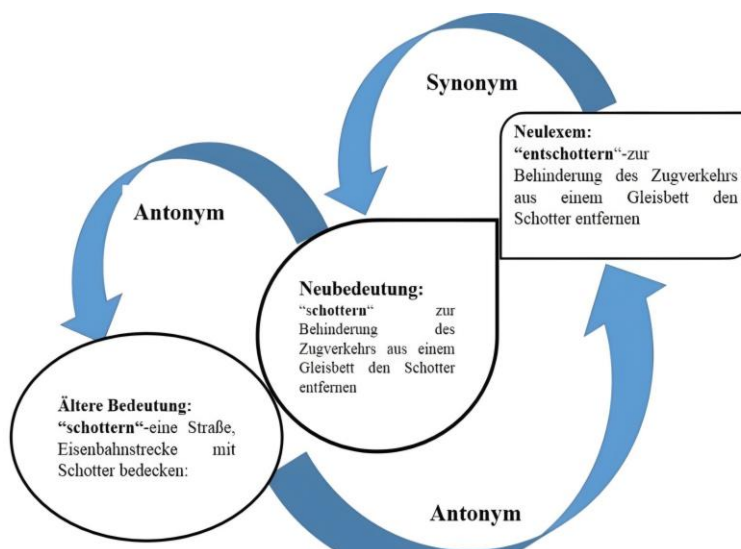 Synonym
Neulexem:
“entschottern“-zur
Behinderung des Zugverkehrs
aus einem Gleisbett den
Schotter entfernen
Antonym
Neubedeutung:
“schottern“ zur
Behinderung des
Zugverkehrs aus einem
Gleisbett den Schotter
entfernen
Ältere Bedeutung:
“schottern“-eine Straße,
Eisenbahnstrecke mit
Schotter bedecken:
Antonym